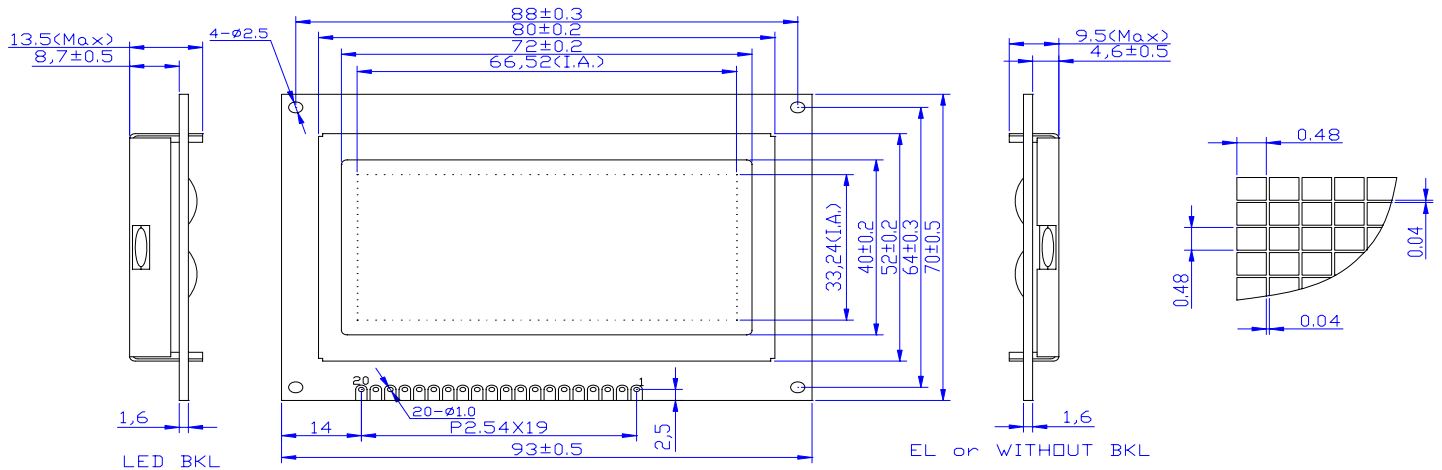 88±0.3
80±0.2
72±0.2
66,52(I.A.)
4-ø2.5
13.5(Max)
8,7±0.5
9.5(Max)
4,6±0.5
0.48
0.04
0.48
0.04
33,24(I.A.)
40±0.2
52±0.2
64±0.3
70±0.5
20
1
20-ø1.0
14
P2.54X19
2,5
93±0.5
1,6
1,6
LED BKL
EL or WITHOUT BKL